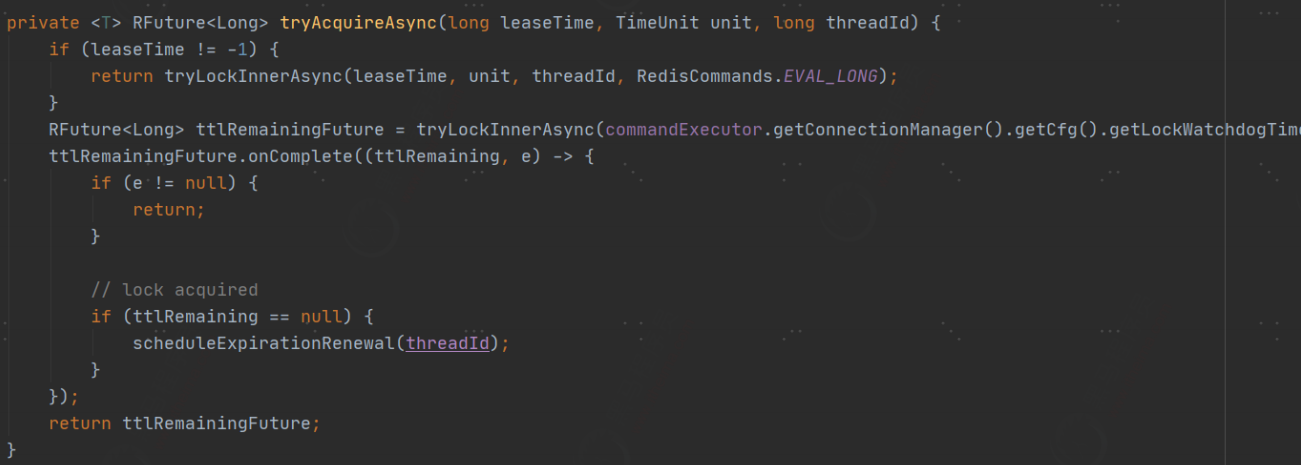 private <T> RFuture<Long> tryAcquireAsync(long leaseTime, TimeUnit unit, long threadId) {
    if (leaseTime != -1) {
        return tryLockInnerAsync(leaseTime, unit, threadId, RedisCommands.EVAL_LONG);
    }
    RFuture<Long> ttlRemainingFuture = tryLockInnerAsync(commandExecutor.getConnectionManager().getCfg().getLockWatchdogTim
    ttlRemainingFuture.onComplete((ttlRemaining, e) -> {
        if (e != null) {
            return;
        }
        // lock acquired
        if (ttlRemaining == null) {
            scheduleExpirationRenewal(threadId);
        }
    });
    return ttlRemainingFuture;
}